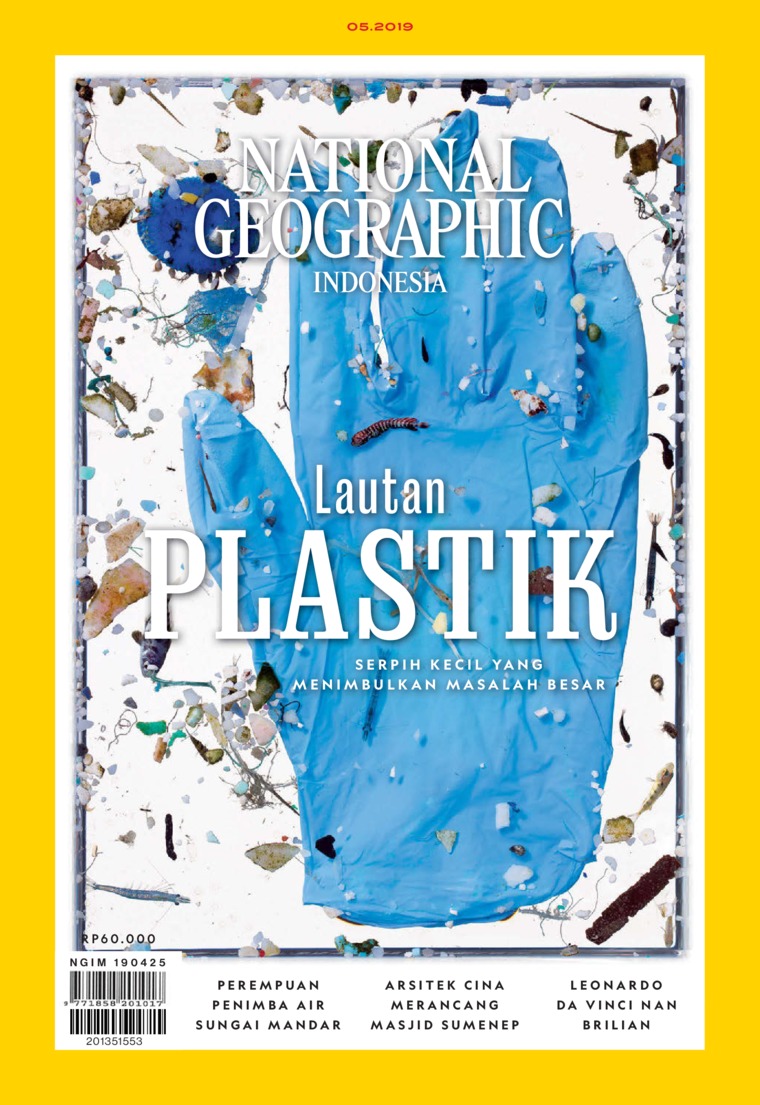 05.2019
NATIONAL
GEOGRAPHIC
INDONESIA
Lautan
PLASTIK
SERPIH KECIL YANG
MENIMBULKAN MASALAH BESAR
RP60.000
NGIM 190425
9 771858 201017
201351553
PEREMPUAN
PENIMBA AIR
SUNGAI MANDAR
ARSITEK CINA
MERANCANG
MASJID SUMENEP
LEONARDO
DA VINCI NAN
BRILIAN